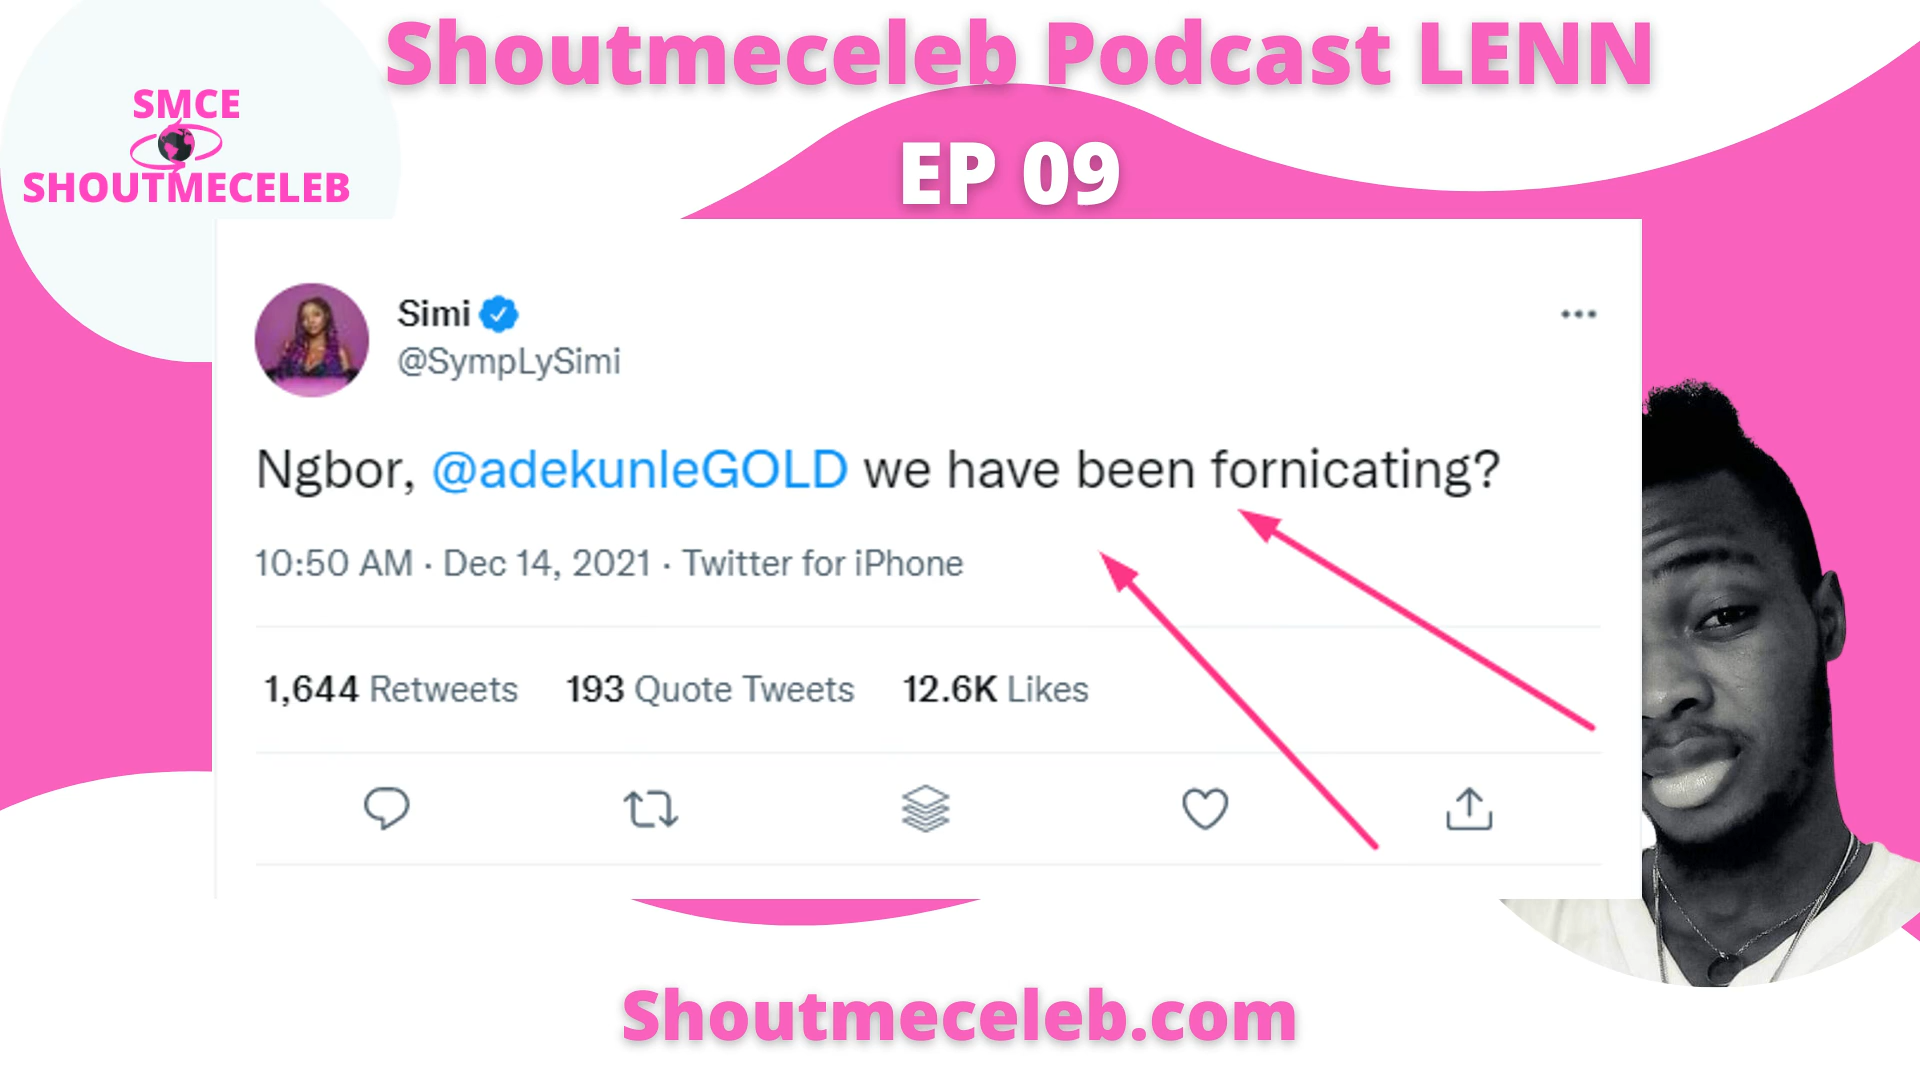 Shoutmeceleb Podcast LENN
SMCE
SHOUTMECELEB
EP 09
Simi
@SympLySimi
Ngbor, @adekunleGOLD we have been fornicating?
10:50 AM · Dec 14, 2021 · Twitter for iPhone
1,644 Retweets 193 Quote Tweets 12.6K Likes
Shoutmeceleb.com